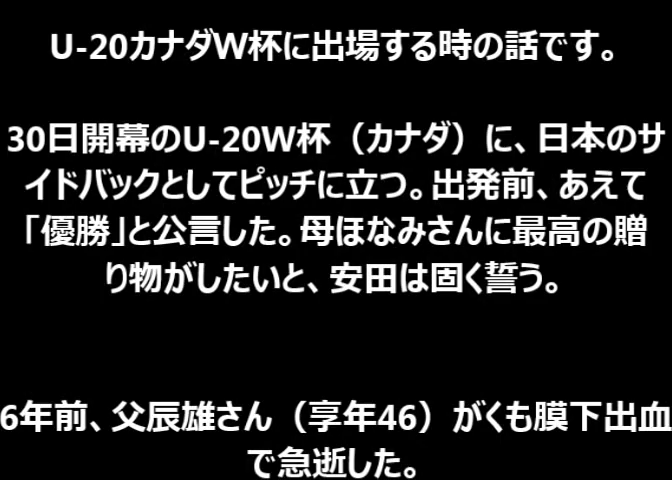 U-20カナダW杯に出場する時の話です。
30日開幕のU-20W杯（カナダ）に、日本のサ
イドバックとしてピッチに立つ。出発前、あえて
「優勝」と公言した。母ほなみさんに最高の贈
り物がしたいと、安田は固く誓う。
6年前、父辰雄さん（享年46）がくも膜下出血
で急逝した。